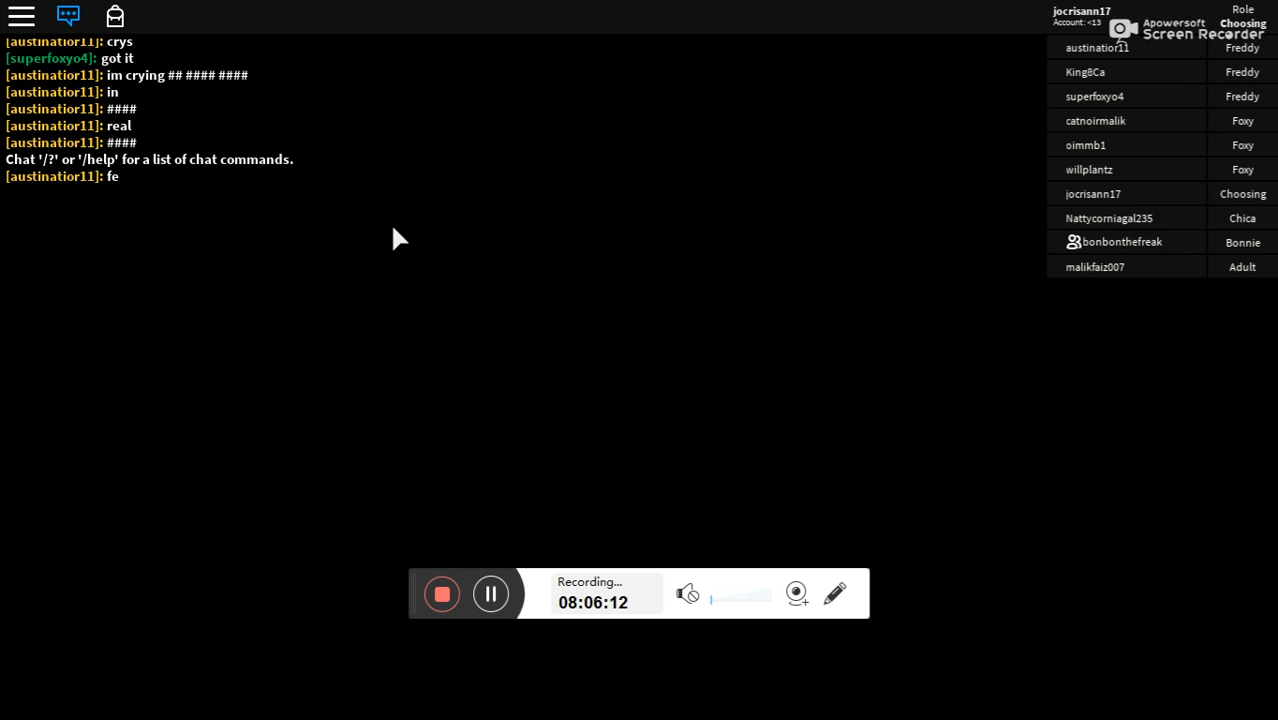 [austinatior11]: crys
[superfoxyo4]: got it
[austinatior11]: im crying ## #### ####
[austinatior11]: in
[austinatior11]: ####
[austinatior11]: real
[austinatior11]: ####
Chat '/?' or '/help' for a list of chat commands.
[austinatior11]: fe
jocrisann17 Role
Account: <13 Choosing
Apowersoft
Screen Recorder
austinatior11 Freddy
King8Ca Freddy
superfoxyo4 Freddy
catnoirmalik Foxy
oimmb1 Foxy
willplantz Foxy
jocrisann17 Choosing
Nattycorniagal235 Chica
bonbonthefreak Bonnie
malikfaiz007 Adult
Recording...
08:06:12